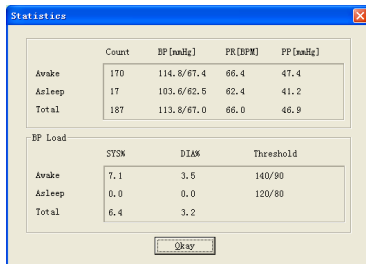 Statistics
Count BP[mmHg] PR[BPM] PP[mmHg]
Awake 170 114.8/67.4 66.4 47.4
Asleep 17 103.6/62.5 62.4 41.2
Total 187 113.8/67.0 66.0 46.9
BP Load
SYS% DIA% Threshold
Awake 7.1 3.5 140/90
Asleep 0.0 0.0 120/80
Total 6.4 3.2
Okay